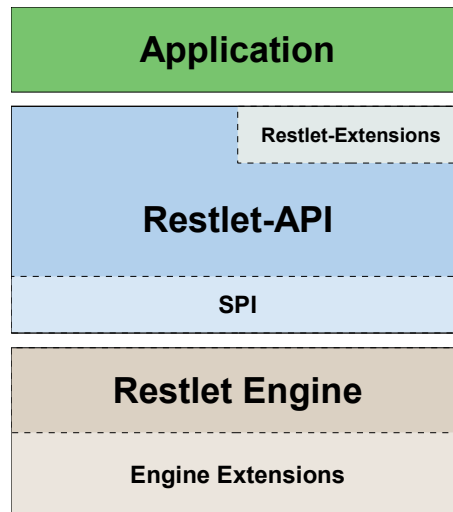 Application
Restlet-Extensions
Restlet-API
SPI
Restlet Engine
Engine Extensions